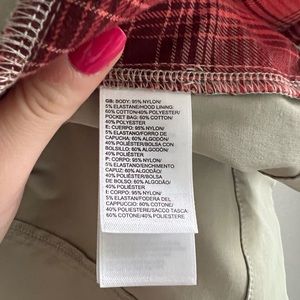 GB: BODY: 95% NYLON/
5% ELASTANE/HOOD LINING:
60% COTTON/40% POLYESTER/
POCKET BAG: 60% COTTON/
40% POLYESTER
E: CUERPO: 95% NYLON/
5% ELASTANO/FORRO DE
CAPUCHA: 60% ALGODÓN/
40% POLIÉSTER/BOLSA
BOLSILLO: 60% ALGODÓN/
40% POLIÉSTER
P: CORPO: 95% NYLON/
5% ELASTANO/ENCHIMENTO
CAPUZ: 60% ALGODÃO/
40% POLIÉSTER/BOLSA
DE BOLSO: 60% ALGODÃO/
40% POLIÉSTER
I: CORPO: 95% NYLON/
5% ELASTAN/FODERA DEL
CAPPUCCIO: 60% COTONE/
40% POLIESTERE/SACCO TASCA:
60% COTONE/40% POLIESTERE